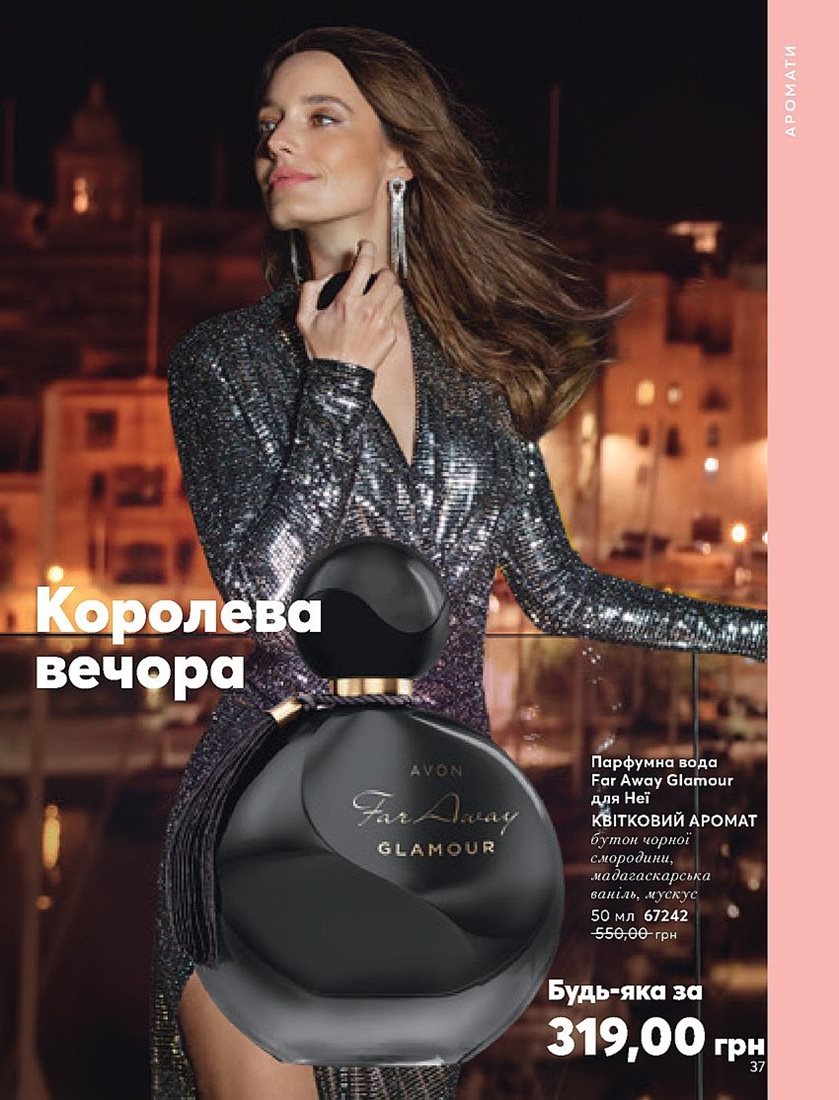 АРОМАТИ
Королева
вечора
AVON
Far Away
GLAMOUR
Парфумна вода
Far Away Glamour
для Неї
КВІТКОВИЙ АРОМАТ
бутон чорної
смородини,
мадагаскарська
ваніль, мускус
50 мл 67242
550,00 грн
Будь-яка за
319,00 грн
37